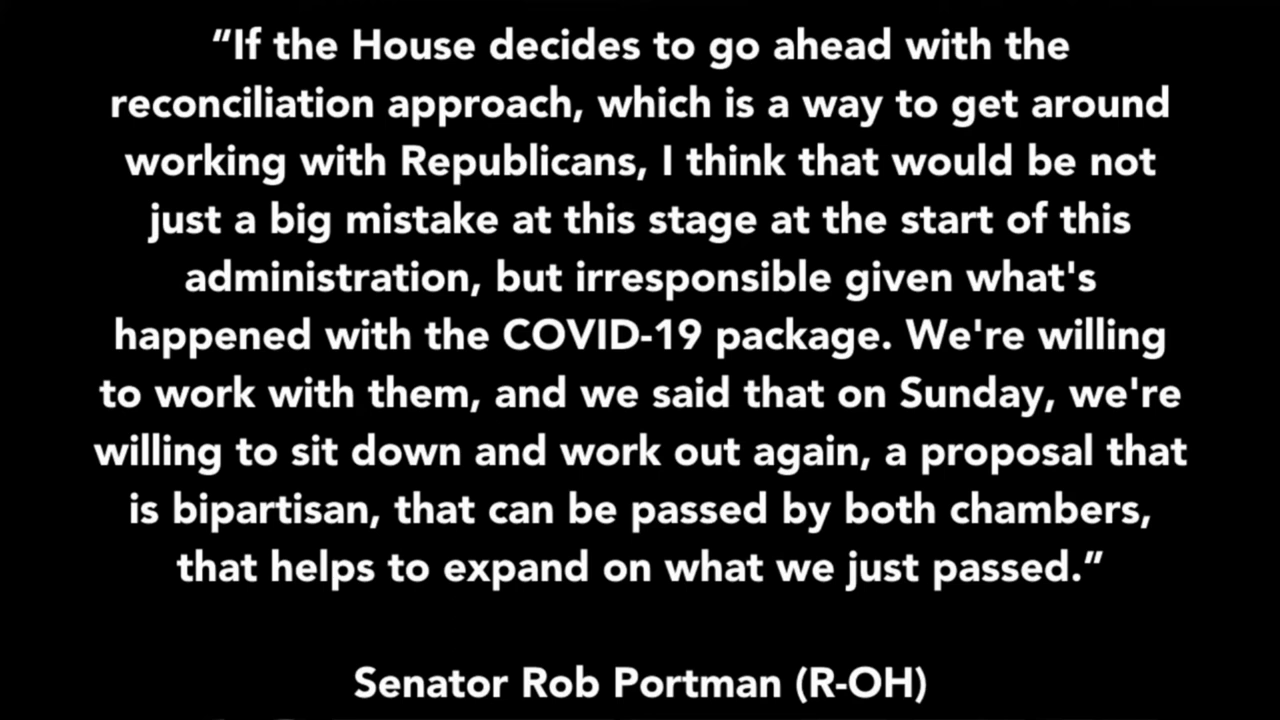 “If the House decides to go ahead with the
reconciliation approach, which is a way to get around
working with Republicans, I think that would be not
just a big mistake at this stage at the start of this
administration, but irresponsible given what's
happened with the COVID-19 package. We're willing
to work with them, and we said that on Sunday, we're
willing to sit down and work out again, a proposal that
is bipartisan, that can be passed by both chambers,
that helps to expand on what we just passed.”
Senator Rob Portman (R-OH)